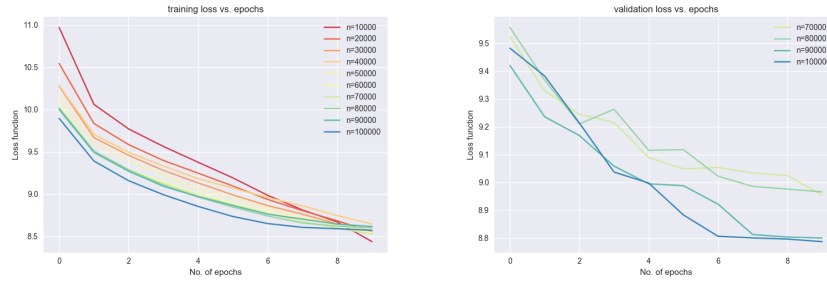 training loss vs. epochs
11.0
10.5
10.0
9.5
9.0
8.5
Loss function
0 2 4 6 8
No. of epochs
n=10000
n=20000
n=30000
n=40000
n=50000
n=60000
n=70000
n=80000
n=90000
n=100000
validation loss vs. epochs
9.5
9.4
9.3
9.2
9.1
9.0
8.9
8.8
Loss function
0 2 4 6 8
No. of epochs
n=70000
n=80000
n=90000
n=100000